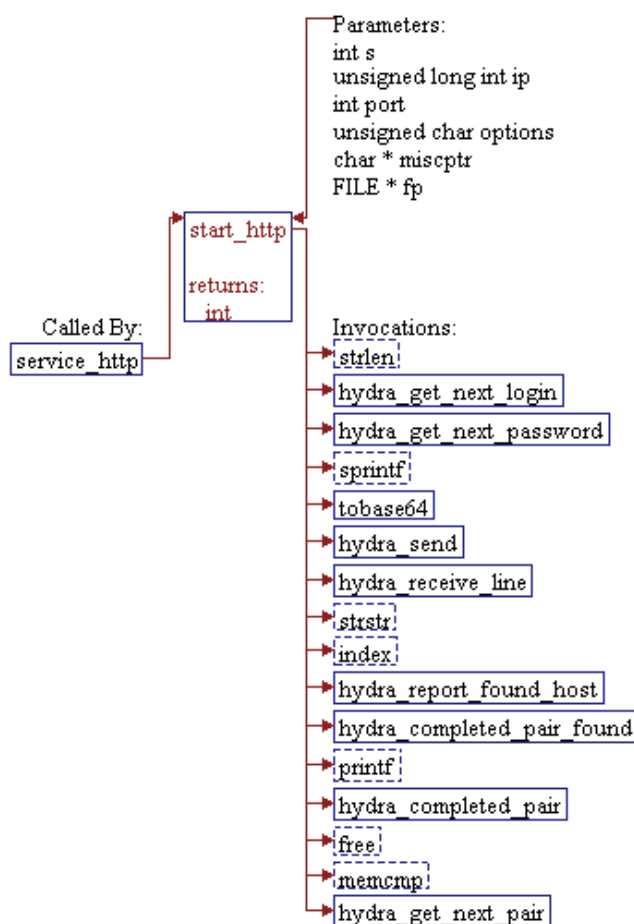 Parameters:
int s
unsigned long int ip
int port
unsigned char options
char * miscptr
FILE * fp
start_http
returns:
int
Called By:
service_http
Invocations:
strlen
hydra_get_next_login
hydra_get_next_password
sprintf
tobase64
hydra_send
hydra_receive_line
strstr
index
hydra_report_found_host
hydra_completed_pair_found
printf
hydra_completed_pair
free
memcmp
hydra_get_next_pair